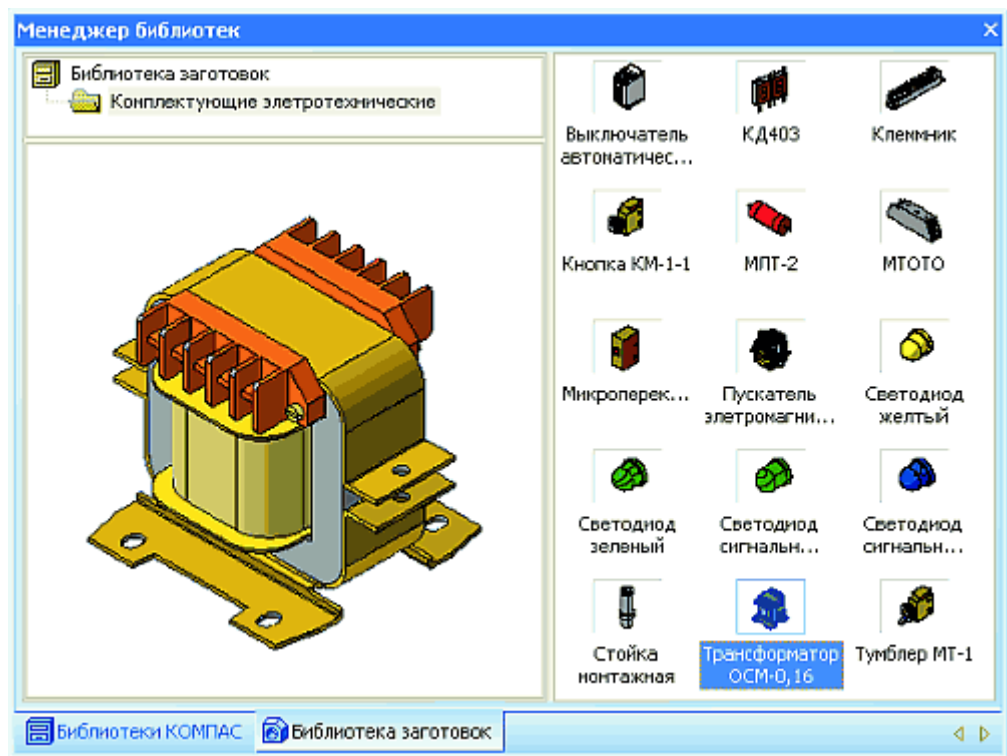 Менеджер библиотек
Библиотека заготовок
Комплектующие элетротехнические
Выключатель
автоматичес...
КД403
Клеммник
Кнопка КМ-1-1
МЛТ-2
МТОТО
Микроперек...
Пускатель
элетромагни...
Светодиод
желтый
Светодиод
зеленый
Светодиод
сигнальн...
Светодиод
сигнальн...
Стойка
монтажная
Трансформатор
ОСМ-0,16
Тумблер МТ-1
Библиотеки КОМПАС
Библиотека заготовок